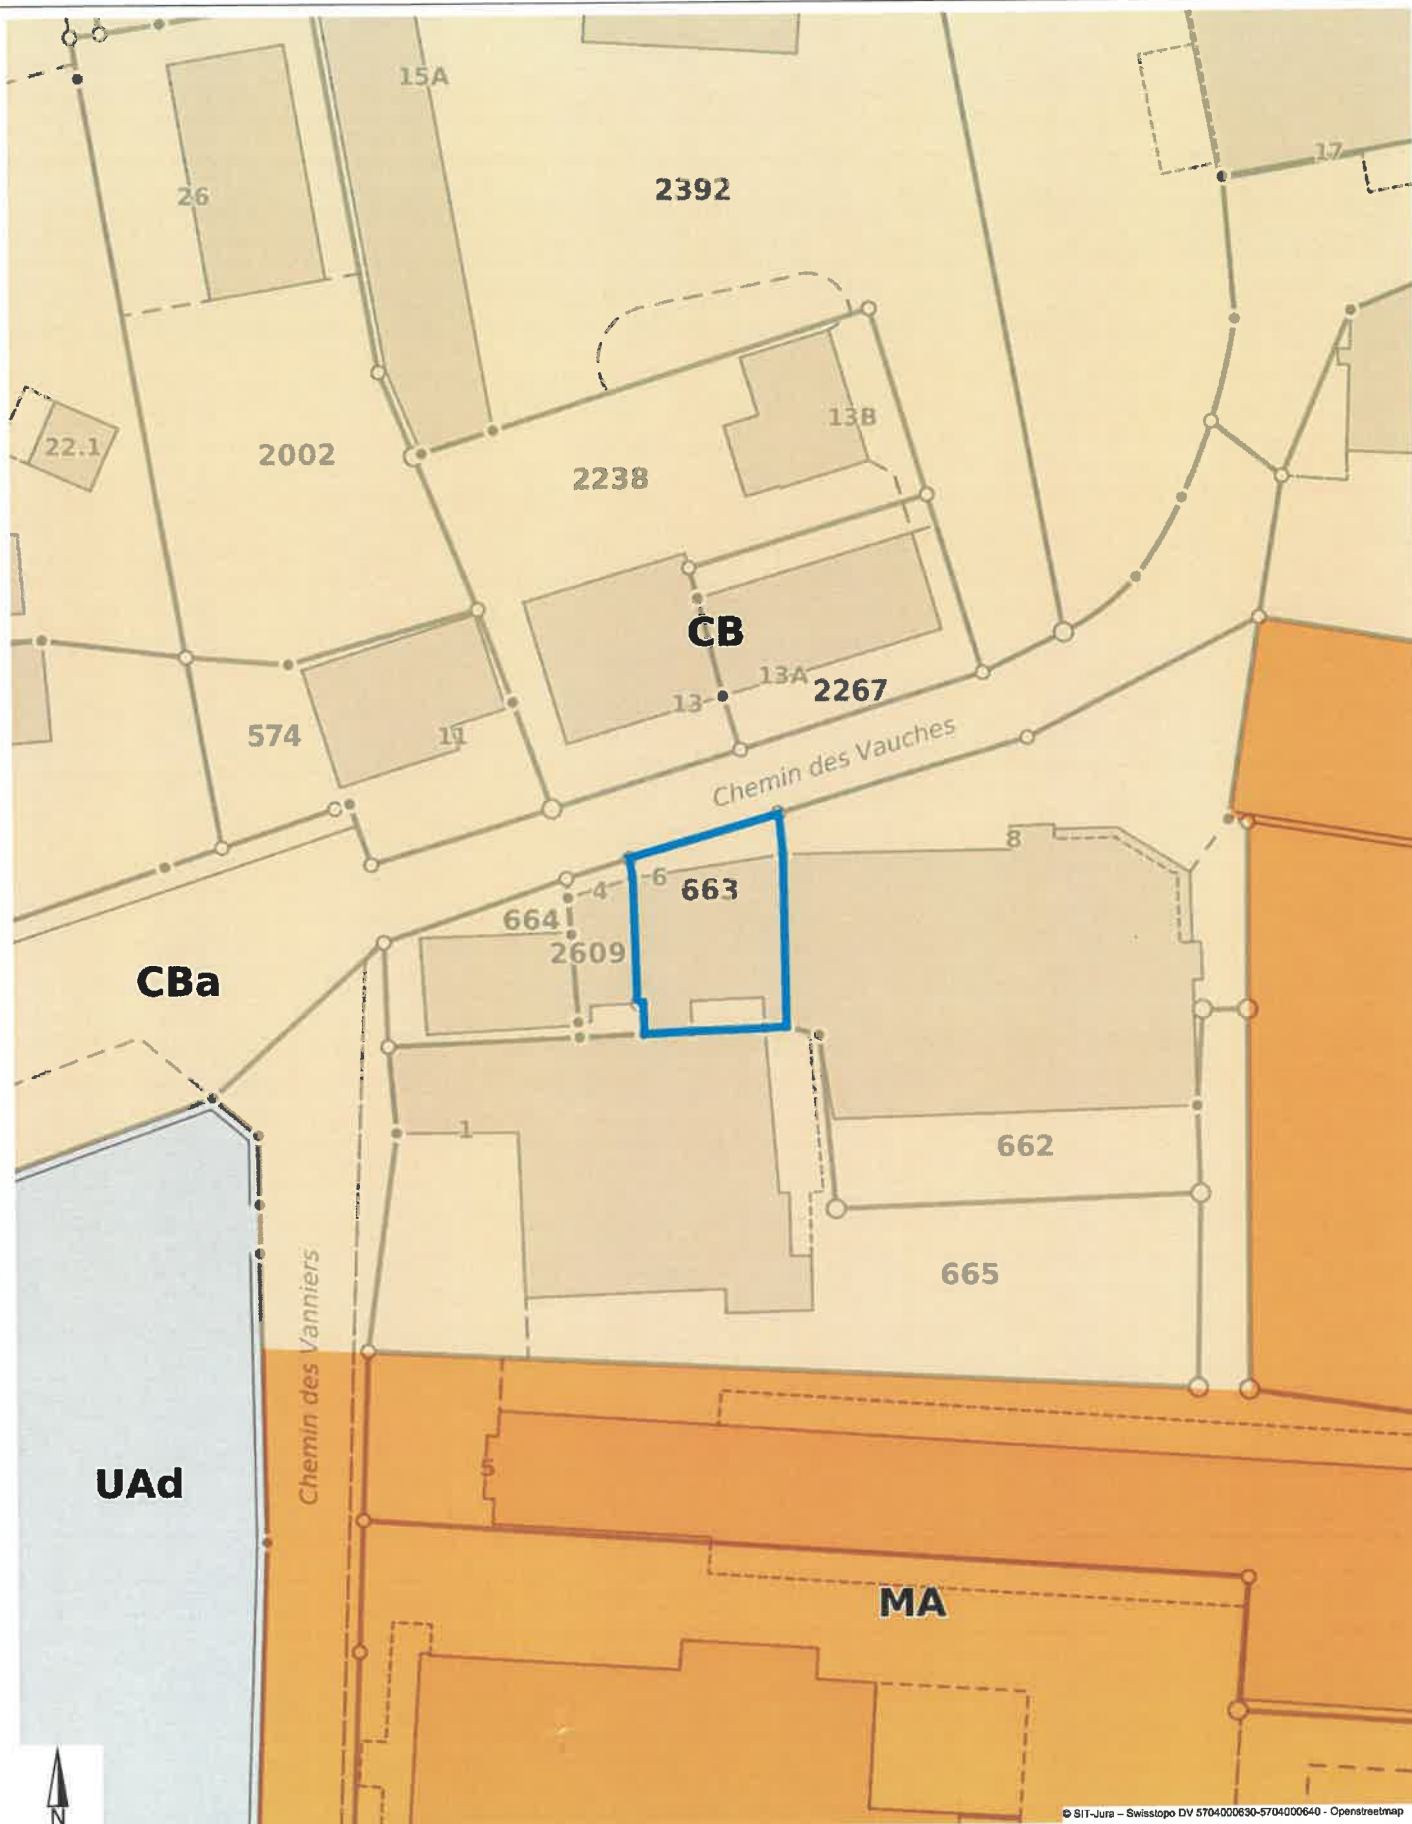 15A
17
26
2392
13B
22.1
2002
2238
CB
13A
13
2267
574
11
Chemin des Vauches
8
6
663
4
664
2609
CBa
1
662
665
Chemin des Vanniers
UAd
5
MA
N
© SIT-Jura – Swisstopo DV 5704000630-5704000640 - Openstreetmap